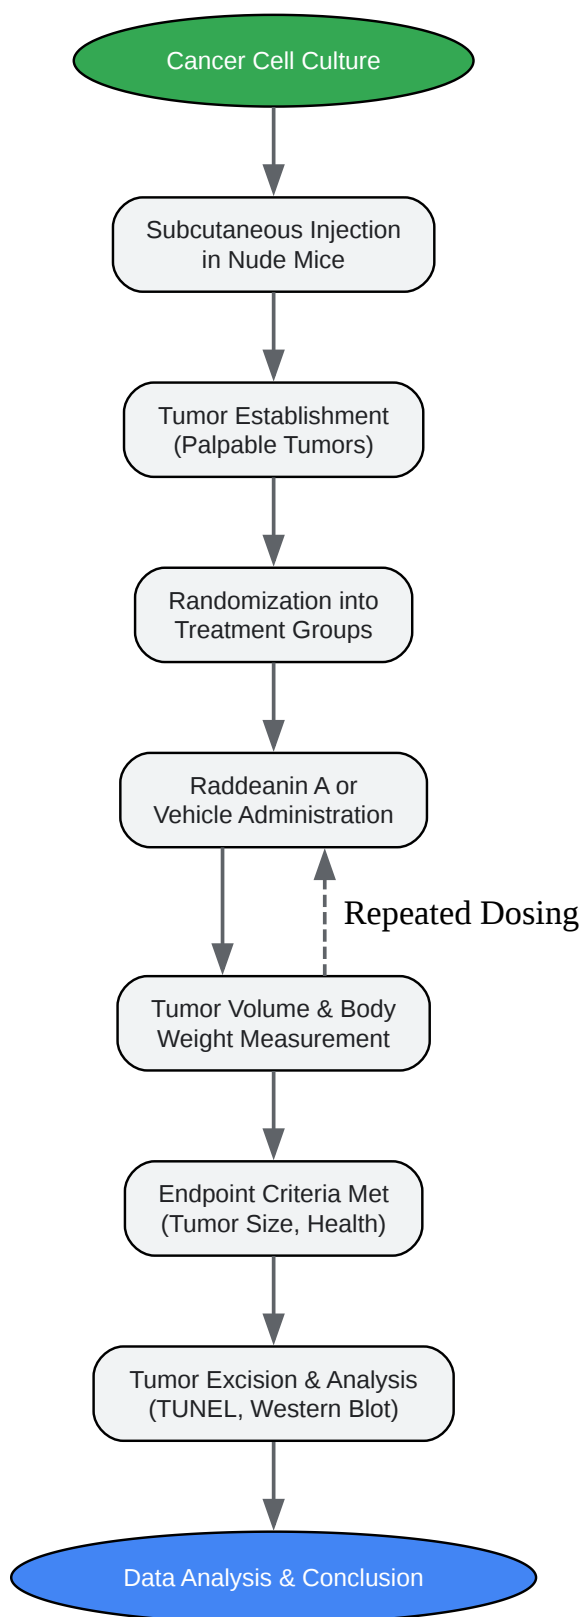 Cancer Cell Culture
Subcutaneous Injection
in Nude Mice
Tumor Establishment
(Palpable Tumors)
Randomization into
Treatment Groups
Raddeanin A or
Vehicle Administration
Repeated Dosing
Tumor Volume & Body
Weight Measurement
Endpoint Criteria Met
(Tumor Size, Health)
Tumor Excision & Analysis
(TUNEL, Western Blot)
Data Analysis & Conclusion